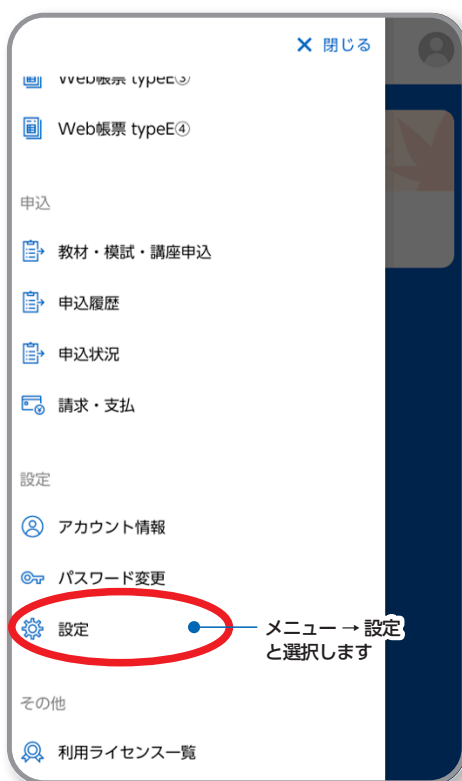 閉じる
Web帳票 typeE③
Web帳票 typeE④
申込
教材・模試・講座申込
申込履歴
申込状況
請求・支払
設定
アカウント情報
パスワード変更
設定
メニュー → 設定
と選択します
その他
利用ライセンス一覧